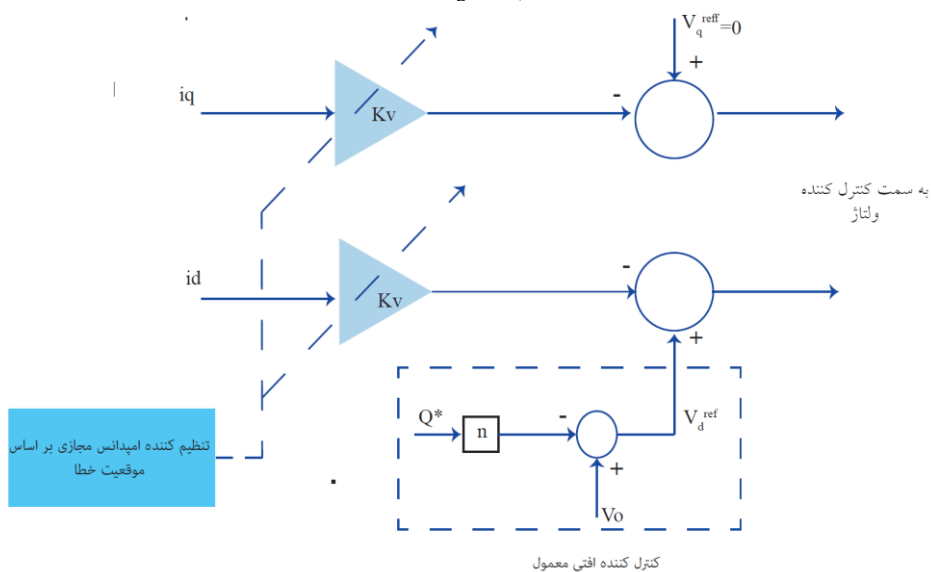 V_q^reff=0
+
-
iq
Kv
به سمت کنترل کننده
ولتاژ
-
id
Kv
+
Q*
n
-
V_d^ref
+
Vo
تنظیم کننده امپدانس مجازی بر اساس
موقعیت خطا
کنترل کننده افتی معمول